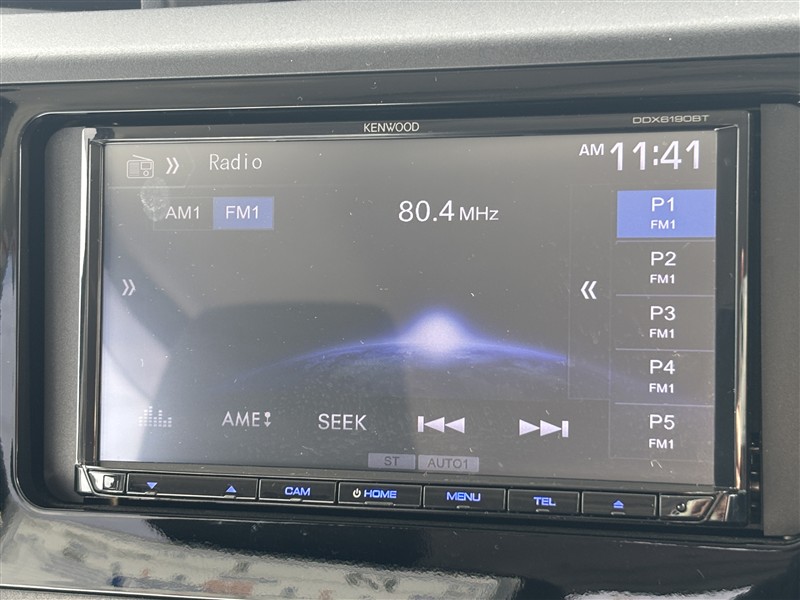 KENWOOD
DDX6190BT
Radio
AM 11:41
AM1 FM1
80.4 MHz
P1
FM1
P2
FM1
P3
FM1
P4
FM1
P5
FM1
AME
SEEK
ST AUTO1
CAM HOME MENU TEL